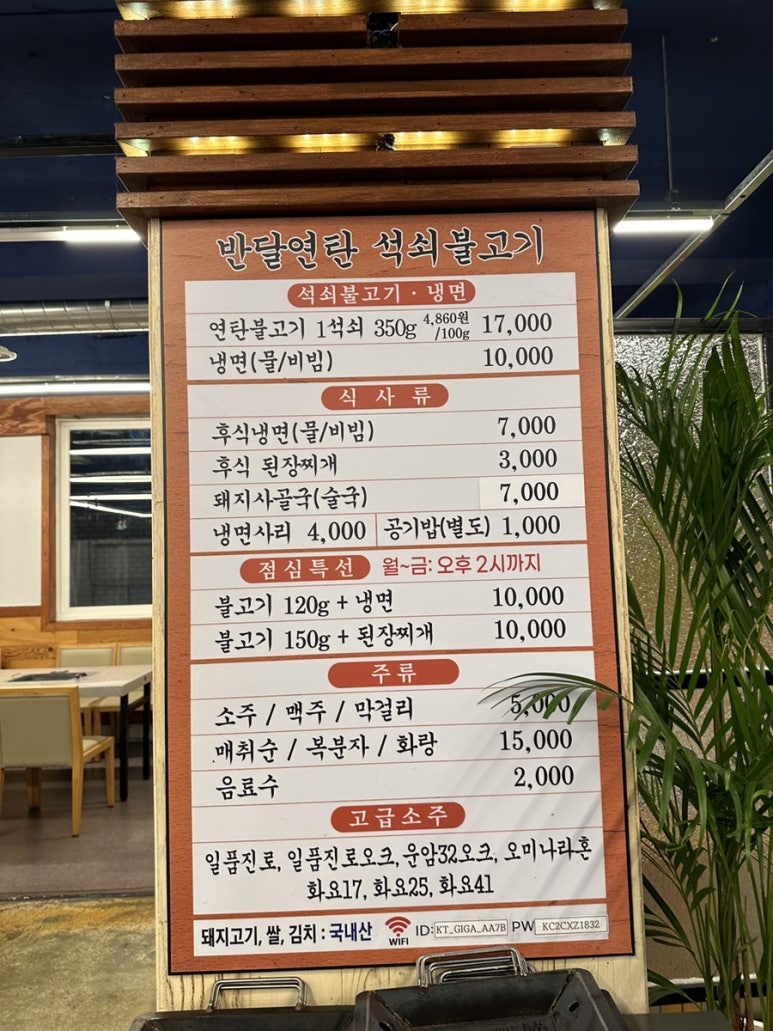 반달연탄 석쇠불고기
석쇠불고기 · 냉면
연탄불고기 1석쇠 350g 4,860원/100g 17,000
냉면(물/비빔) 10,000
식사류
후식냉면(물/비빔) 7,000
후식 된장찌개 3,000
돼지사골국(술국) 7,000
냉면사리 4,000 공기밥(별도) 1,000
점심특선 월~금: 오후 2시까지
불고기 120g + 냉면 10,000
불고기 150g + 된장찌개 10,000
주류
소주 / 맥주 / 막걸리 5,000
매취순 / 복분자 / 화랑 15,000
음료수 2,000
고급소주
일품진로, 일품진로오크, 운암32오크, 오미나라혼
화요17, 화요25, 화요41
돼지고기, 쌀, 김치 : 국내산 WIFI ID: KT_GIGA_AA7B PW KC2CXZ1832